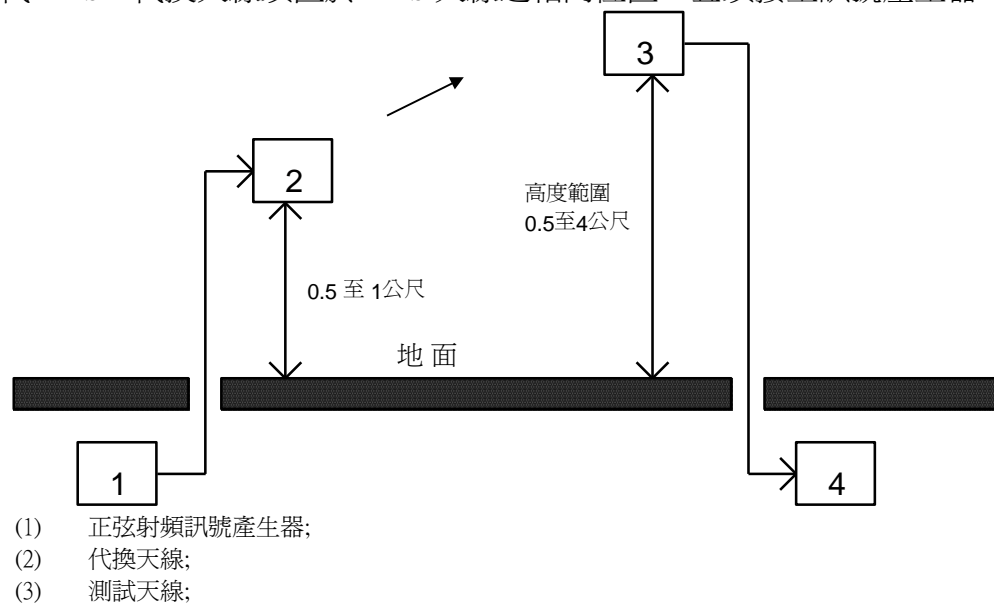 3
2
高度範圍
0.5至4公尺
0.5 至 1公尺
地 面
1
4
(1) 正弦射頻訊號產生器;
(2) 代換天線;
(3) 測試天線;